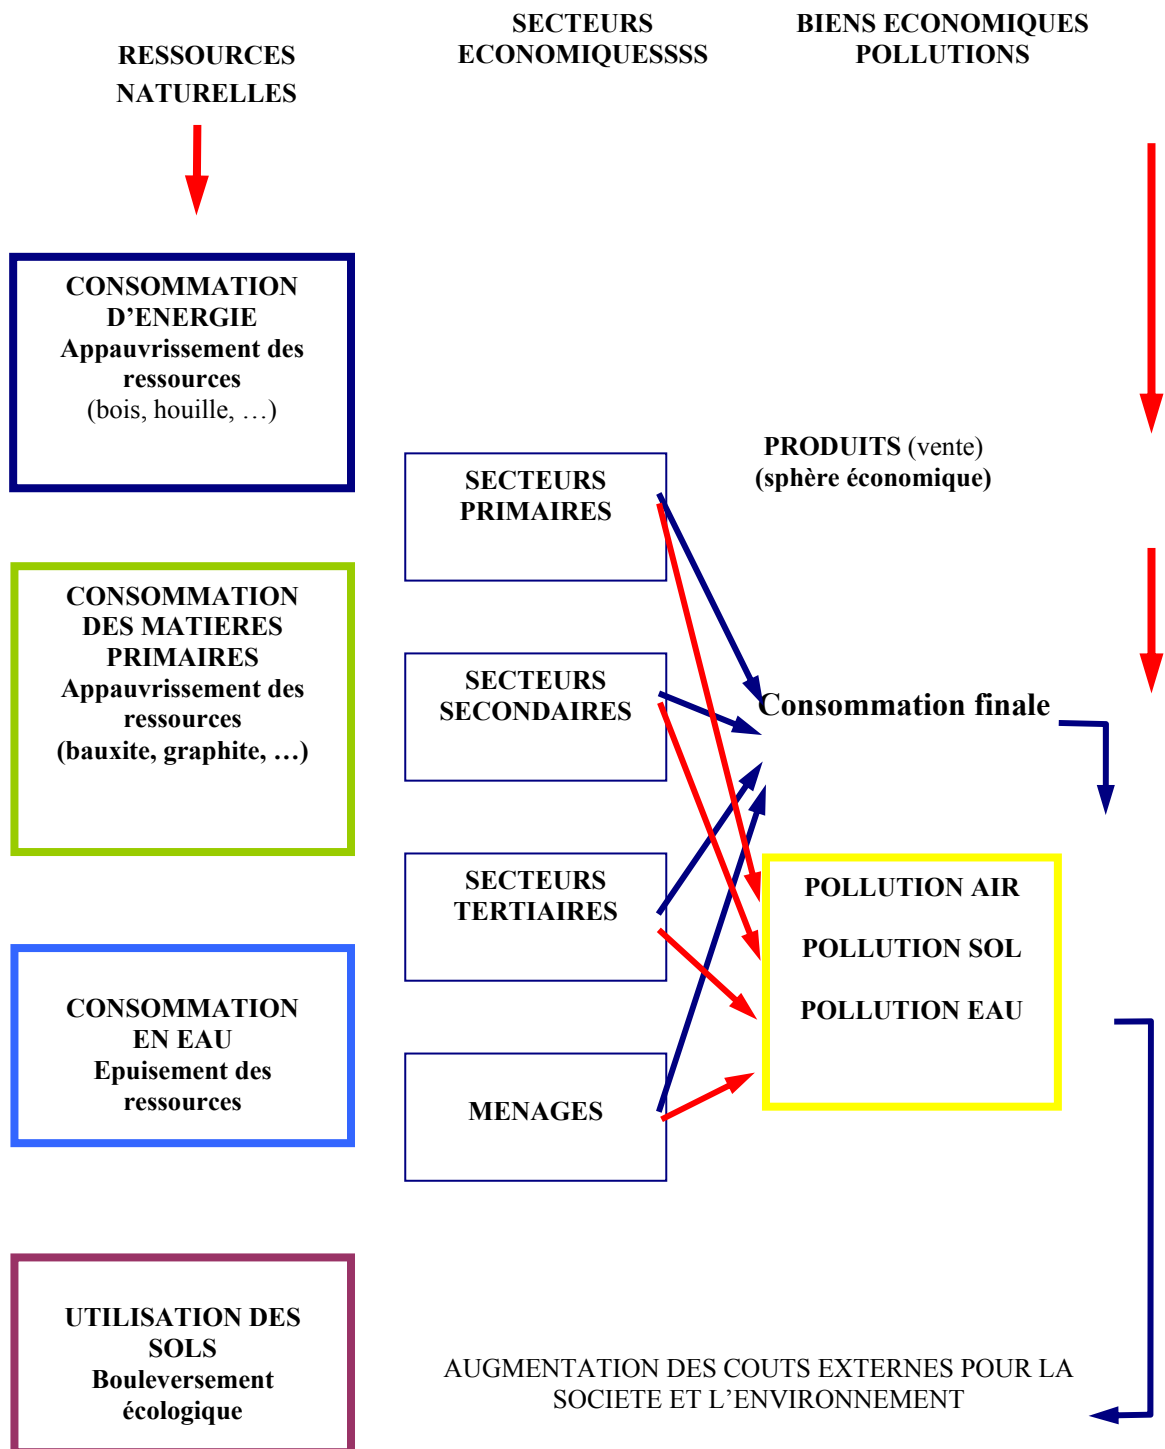 RESSOURCES
NATURELLES
SECTEURS
ECONOMIQUESSSS
BIENS ECONOMIQUES
POLLUTIONS
CONSOMMATION
D’ENERGIE
Appauvrissement des
ressources
(bois, houille, …)
CONSOMMATION
DES MATIERES
PRIMAIRES
Appauvrissement des
ressources
(bauxite, graphite, …)
CONSOMMATION
EN EAU
Epuisement des
ressources
UTILISATION DES
SOLS
Bouleversement
écologique
SECTEURS
PRIMAIRES
SECTEURS
SECONDAIRES
SECTEURS
TERTIAIRES
MENAGES
PRODUITS (vente)
(sphère économique)
Consommation finale
POLLUTION AIR
POLLUTION SOL
POLLUTION EAU
AUGMENTATION DES COUTS EXTERNES POUR LA
SOCIETE ET L’ENVIRONNEMENT